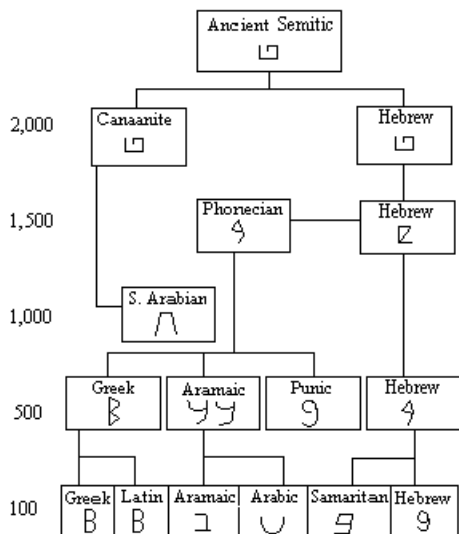 Ancient Semitic
2,000
Canaanite
Hebrew
1,500
Phonecian
Hebrew
1,000
S. Arabian
500
Greek
Aramaic
Punic
Hebrew
100
Greek
Latin
Aramaic
Arabic
Samaritan
Hebrew